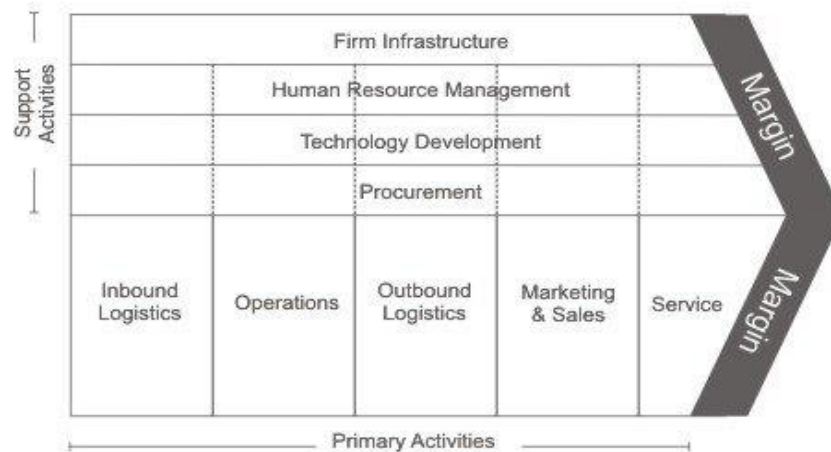 Support
Activities
Firm Infrastructure
Human Resource Management
Technology Development
Procurement
Margin
Inbound
Logistics
Operations
Outbound
Logistics
Marketing
& Sales
Service
Margin
Primary Activities